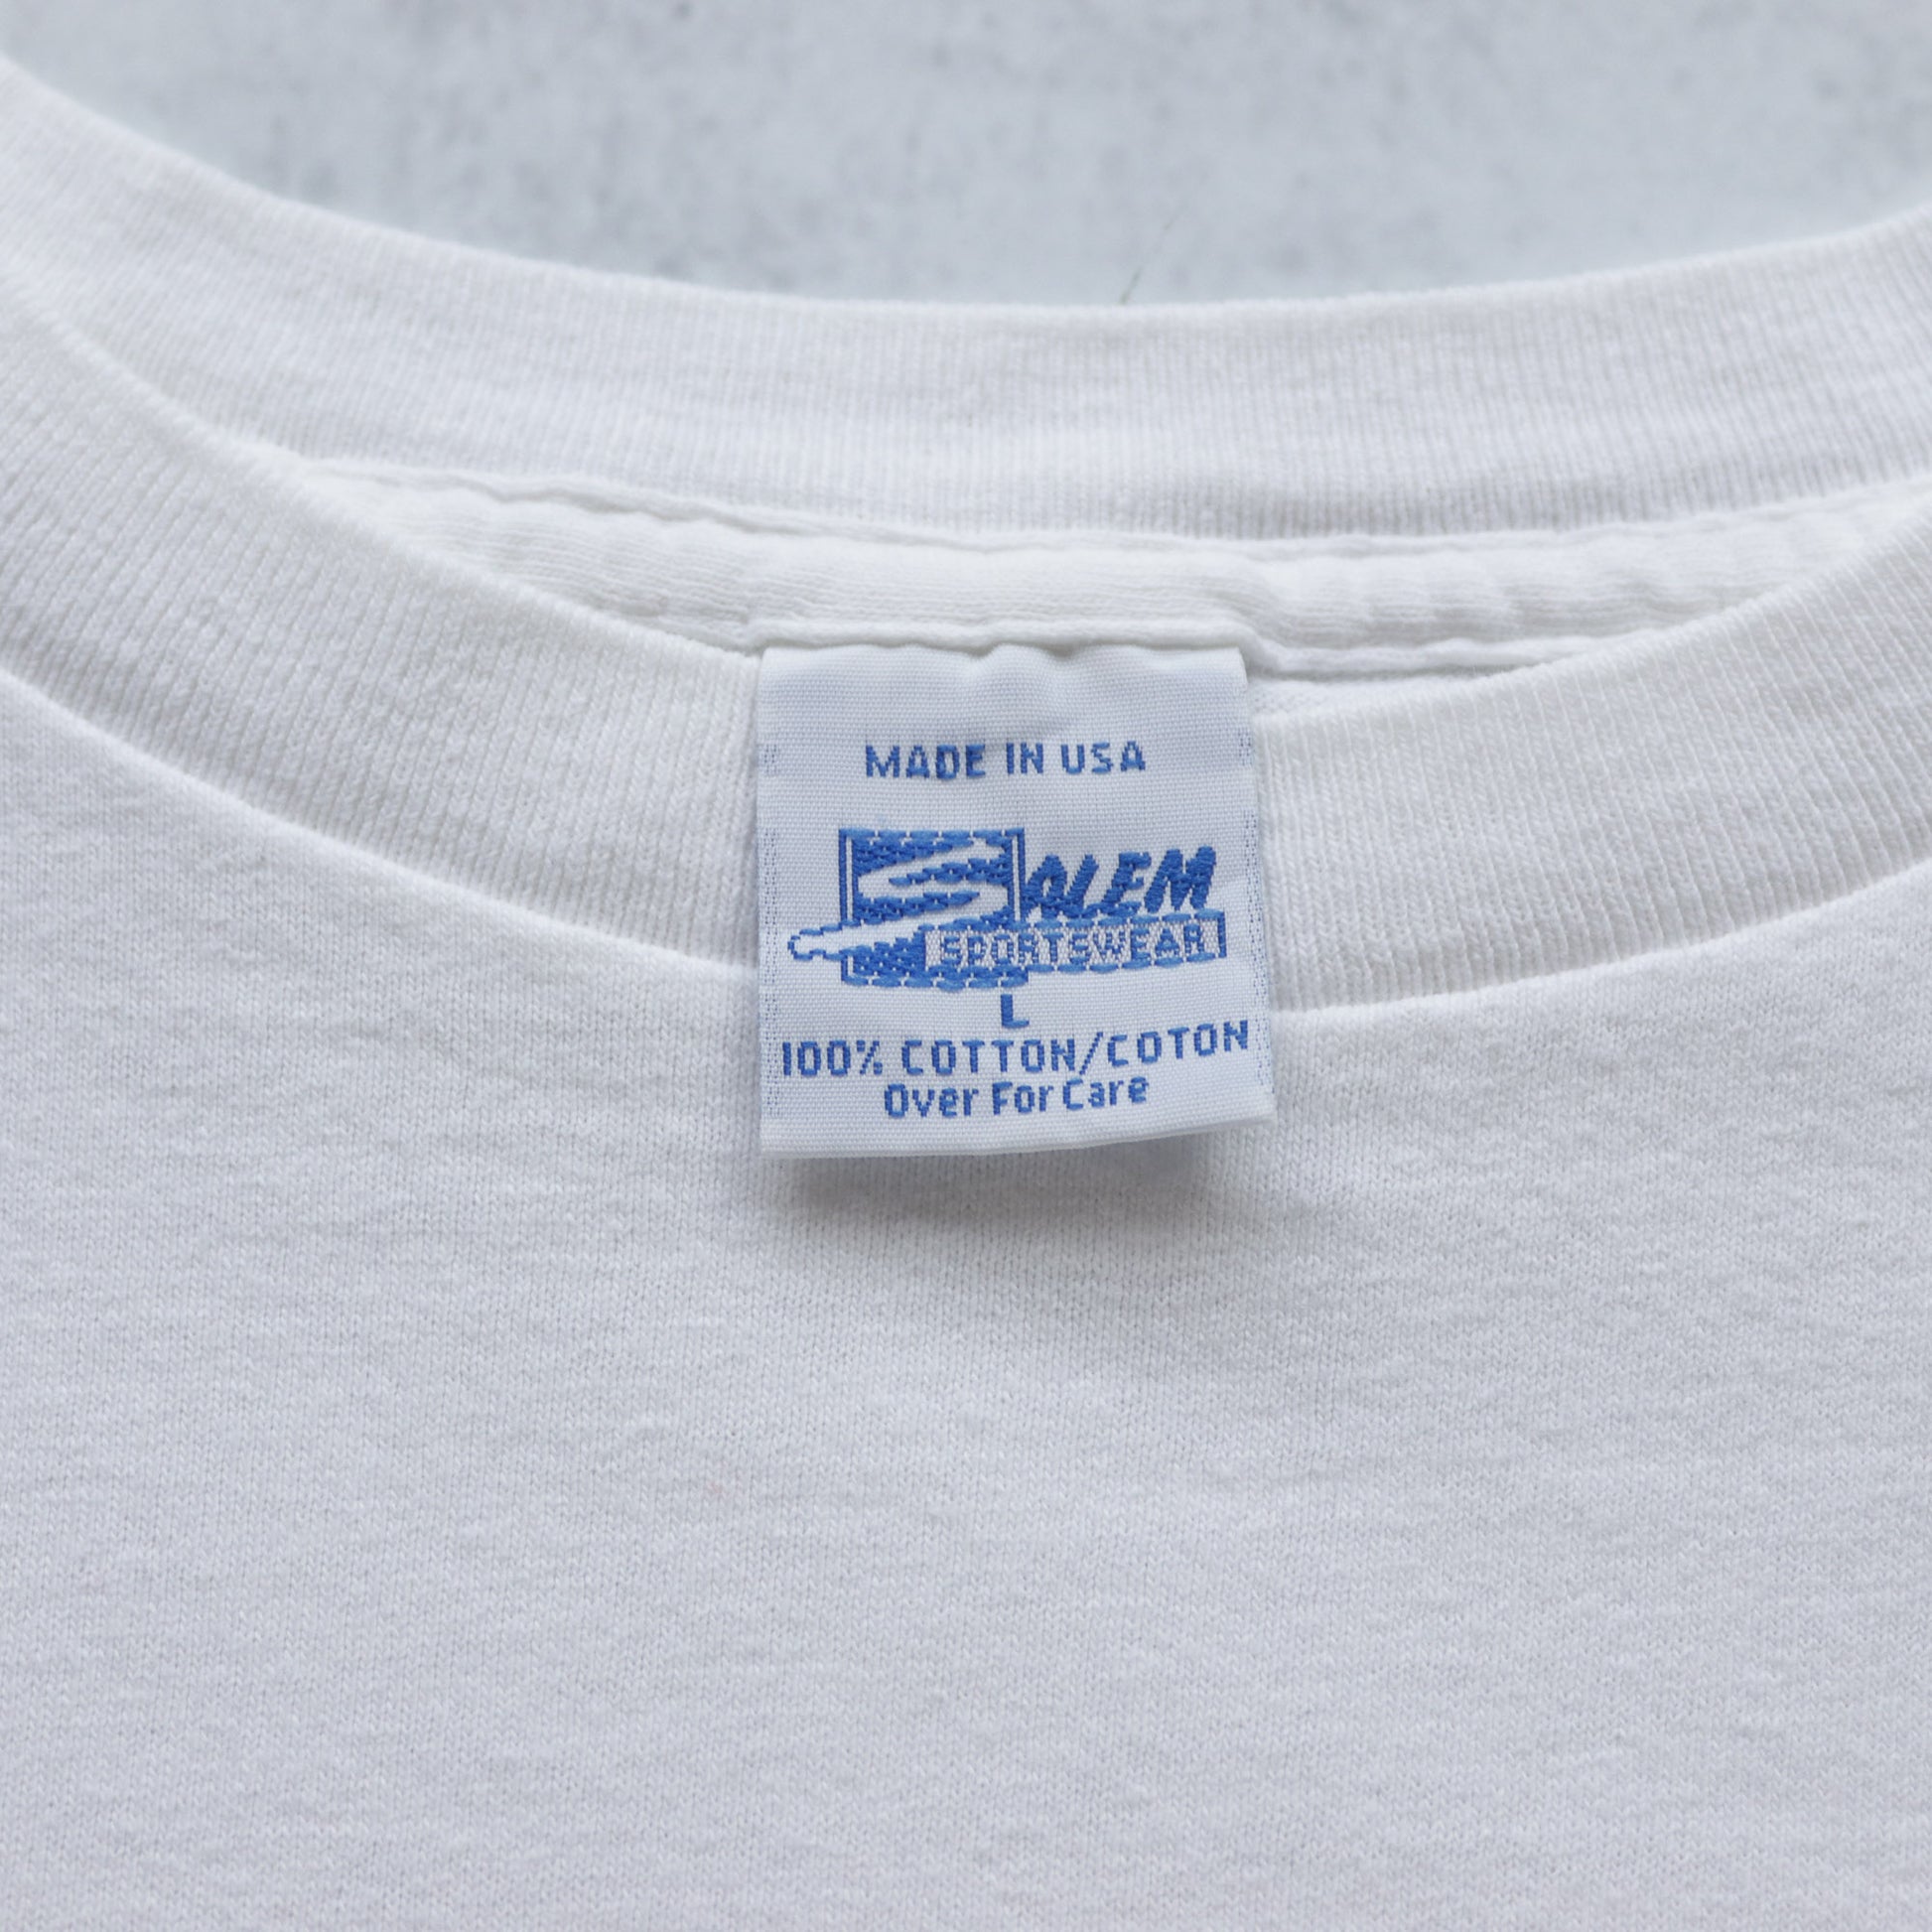 MADE IN USA
SALEM
SPORTSWEAR
L
100% COTTON/COTON
Over For Care